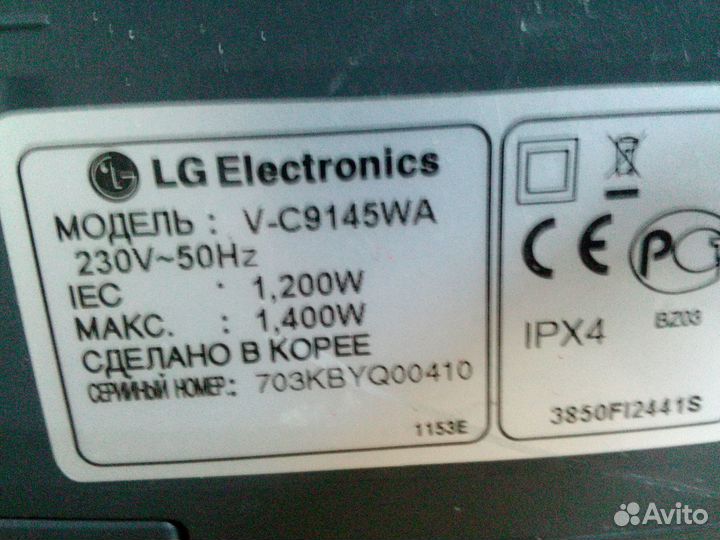 LG Electronics
МОДЕЛЬ : V-C9145WA
230V~50Hz
IEC : 1,200W
МАКС. : 1,400W
СДЕЛАНО В КОРЕЕ
СЕРИЙНЫЙ НОМЕР.: 703KBYQ00410
1153E
CE
IPX4
BZ03
3850FI2441S
Avito